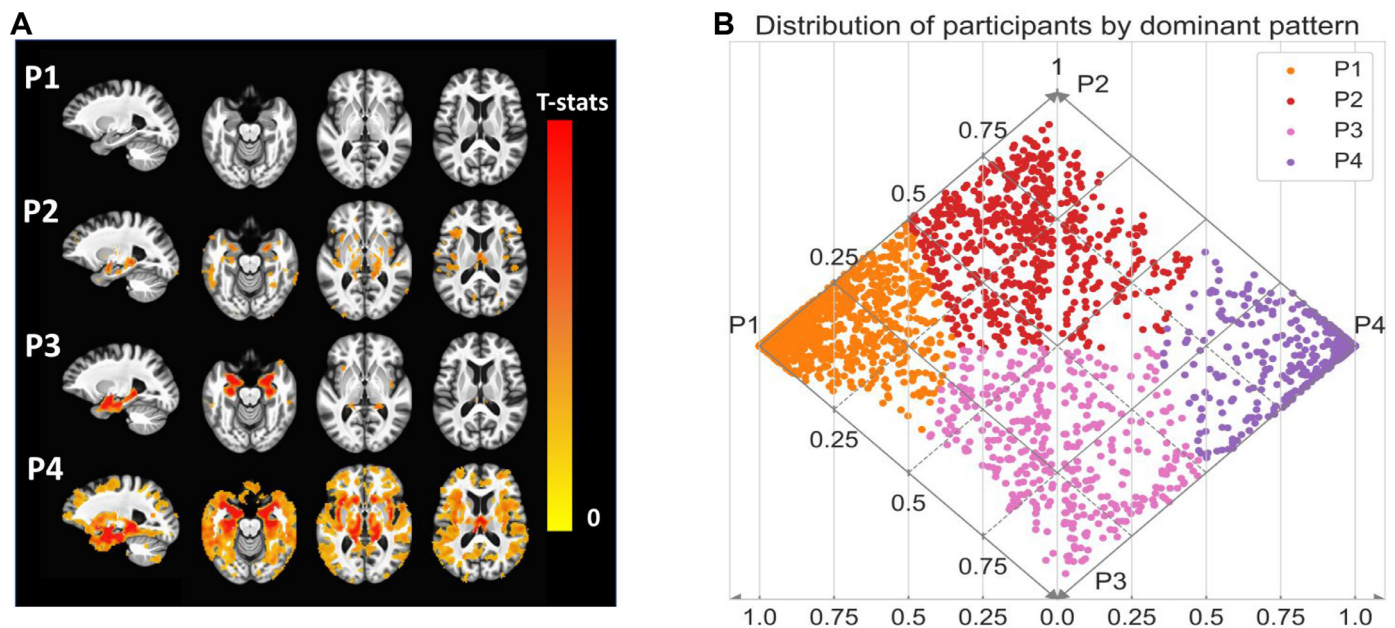 A
P1
T-stats
P2
P3
P4
0
B
Distribution of participants by dominant pattern
1
P2
P1
P2
P3
P4
0.75
0.5
0.25
P1
P4
0.25
0.5
0.75
P3
1.0 0.75 0.5 0.25 0.0 0.25 0.5 0.75 1.0